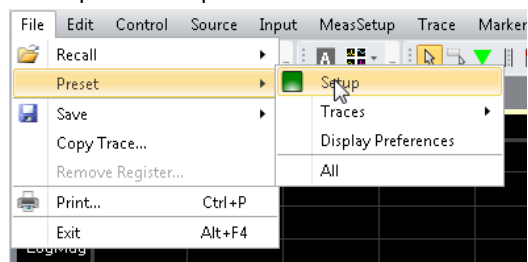 File Edit Control Source Input MeasSetup Trace Marker
Recall
A
Preset
Setup
Save
Traces
Copy Trace...
Display Preferences
Remove Register...
All
Print... Ctrl+P
Exit Alt+F4
LogMag